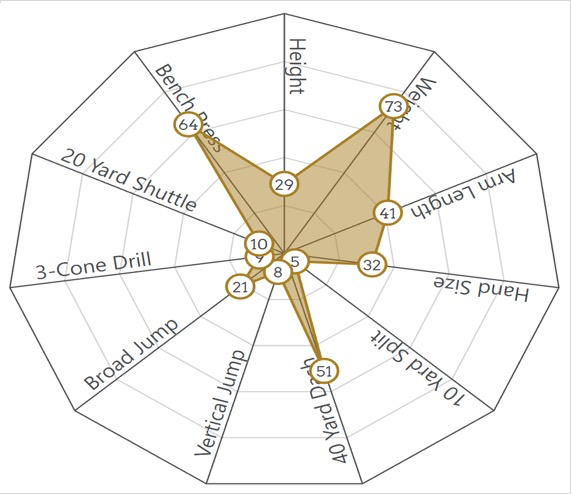 Height
Weight
Arm Length
Hand Size
10 Yard Split
40 Yard Dash
Vertical Jump
Broad Jump
3-Cone Drill
20 Yard Shuttle
Bench Press
29
73
41
32
5
51
8
21
9
10
64